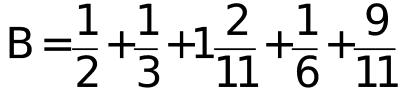 B = 1/2 + 1/3 + 1 2/11 + 1/6 + 9/11